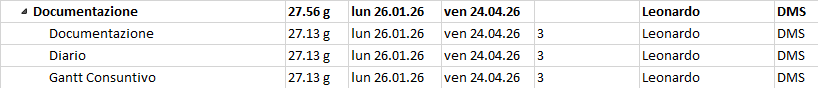 Documentazione 27.56 g lun 26.01.26 ven 24.04.26 Leonardo DMS
Documentazione 27.13 g lun 26.01.26 ven 24.04.26 3 Leonardo DMS
Diario 27.13 g lun 26.01.26 ven 24.04.26 3 Leonardo DMS
Gantt Consuntivo 27.13 g lun 26.01.26 ven 24.04.26 3 Leonardo DMS